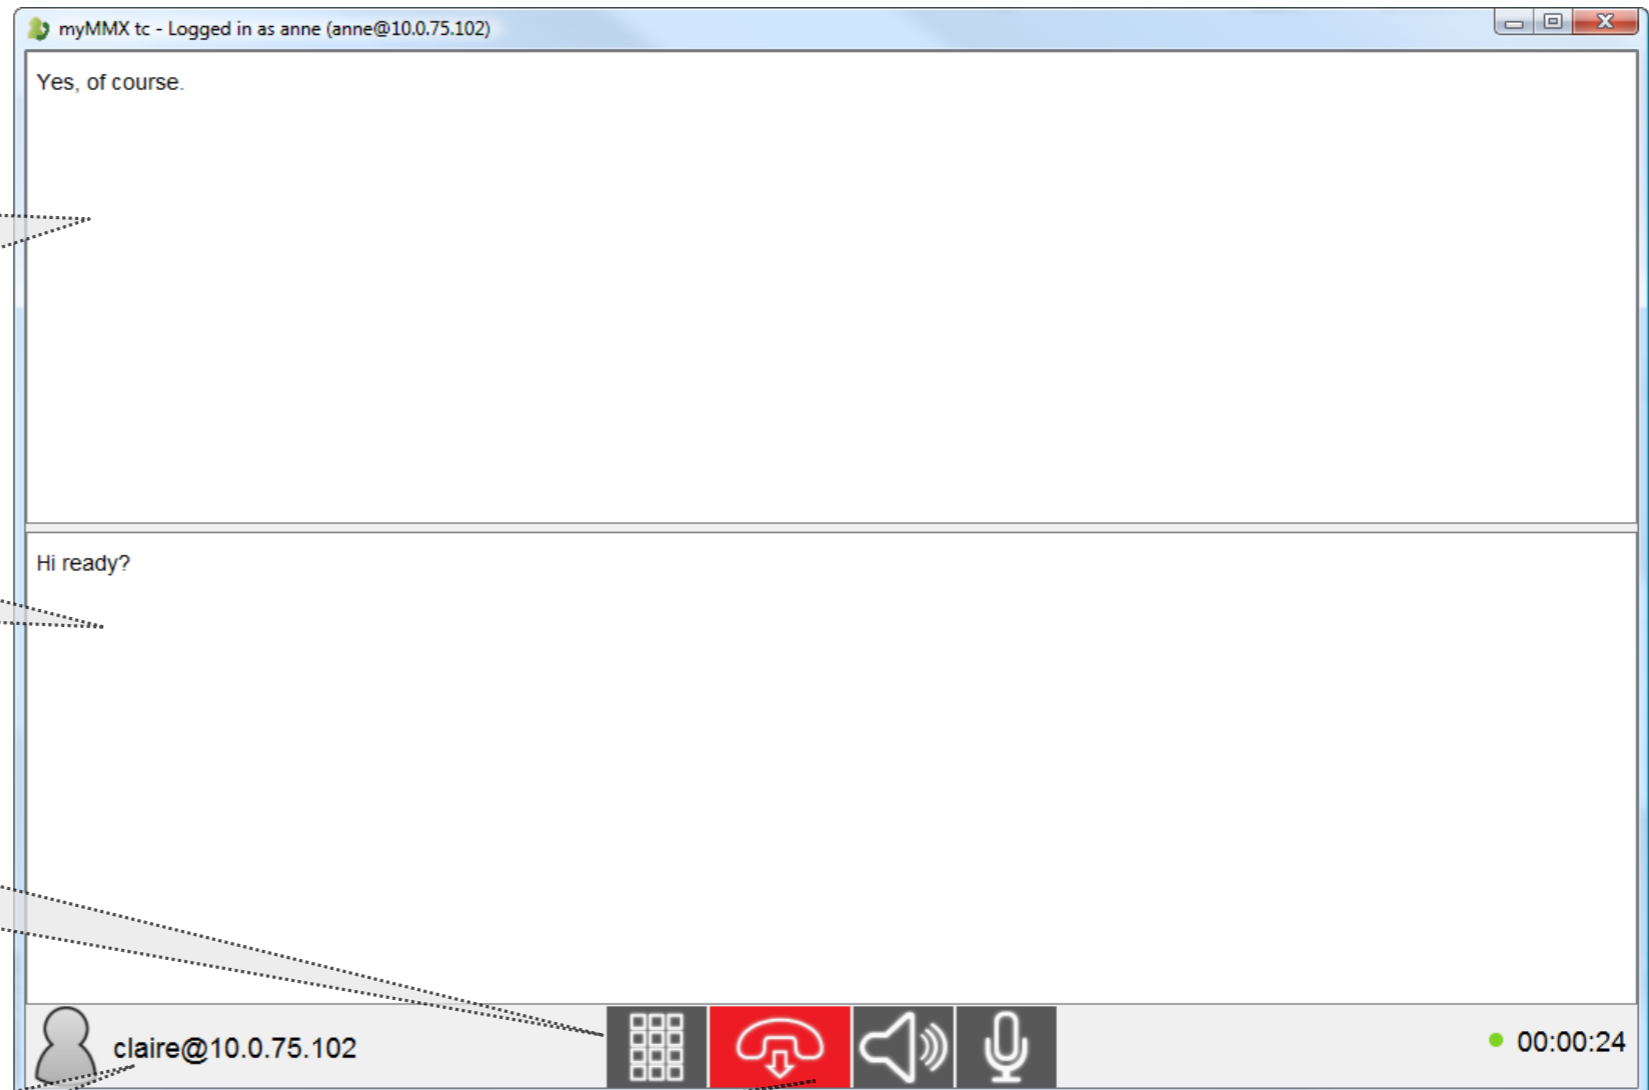 myMMX tc - Logged in as anne (anne@10.0.75.102)
Yes, of course.
Hi ready?
claire@10.0.75.102
00:00:24